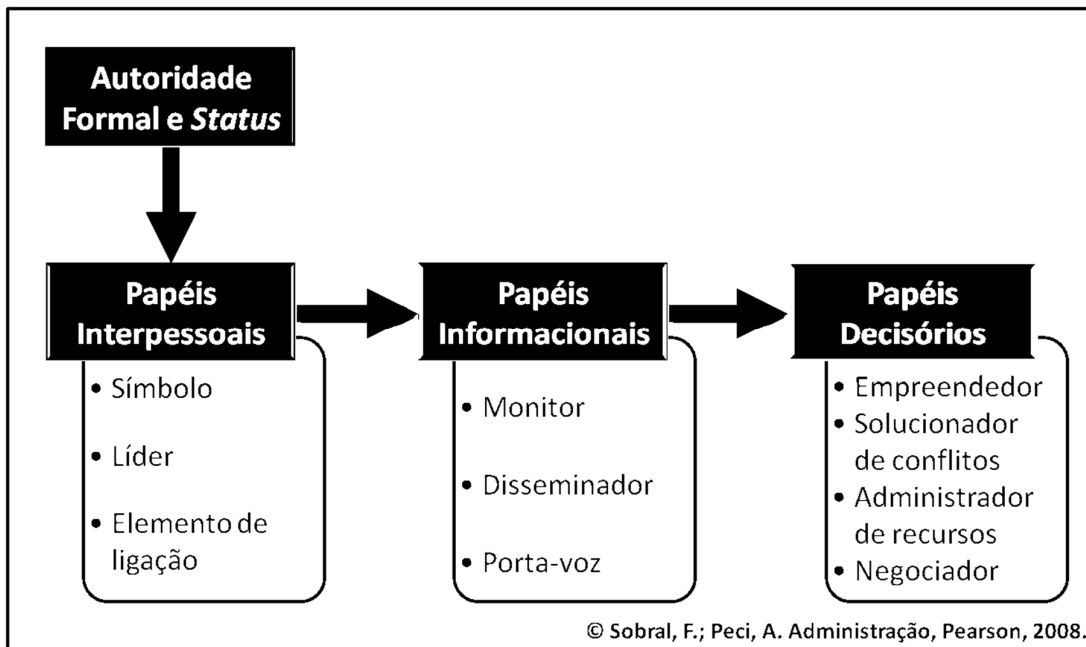 Autoridade
Formal e Status
Papéis
Interpessoais
• Símbolo
• Líder
• Elemento de
ligação
Papéis
Informacionais
• Monitor
• Disseminador
• Porta-voz
Papéis
Decisórios
• Empreendedor
• Solucionador
de conflitos
• Administrador
de recursos
• Negociador
© Sobral, F.; Peci, A. Administração, Pearson, 2008.